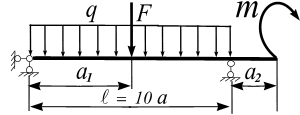 q F m
a₁ a₂
ℓ = 10 a